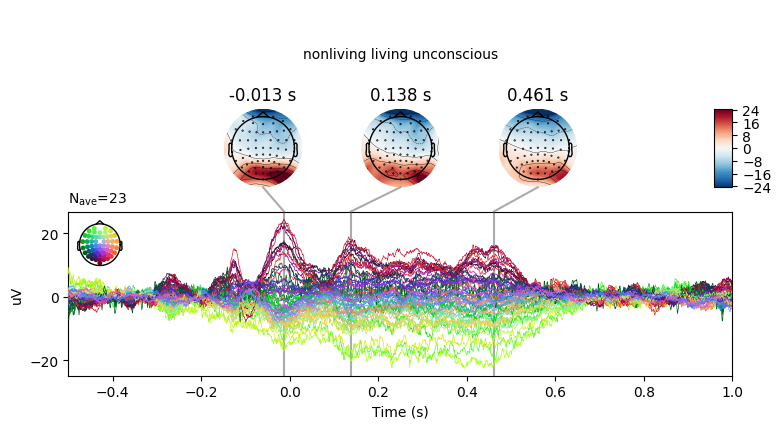 nonliving living unconscious
-0.013 s 0.138 s 0.461 s
24
16
8
0
−8
−16
−24
Nave=23
20
0
−20
uV
−0.4 −0.2 0.0 0.2 0.4 0.6 0.8 1.0
Time (s)